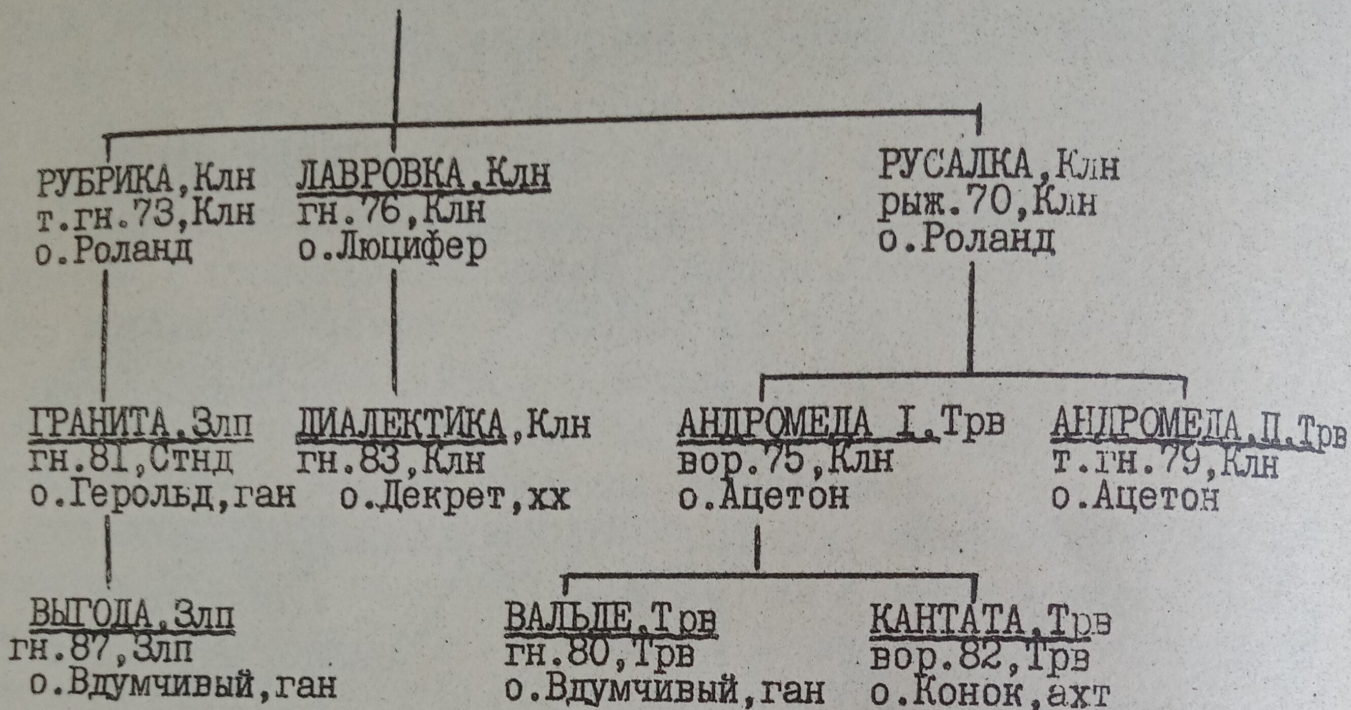 РУБРИКА,Клн
т.гн.73,Клн
о.Роланд
ЛАВРОВКА,Клн
гн.76,Клн
о.Люцифер
РУСАЛКА,Клн
рыж.70,Клн
о.Роланд
ГРАНИТА,Злп
гн.81,Стнд
о.Герольд,ган
ДИАЛЕКТИКА,Клн
гн.83,Клн
о.Декрет,хх
АНДРОМЕДА I,Трв
вор.75,Клн
о.Ацетон
АНДРОМЕДА П,Трв
т.гн.79,Клн
о.Ацетон
ВЫГОДА,Злп
гн.87,Злп
о.Вдумчивый,ган
ВАЛЬДЕ,Трв
гн.80,Трв
о.Вдумчивый,ган
КАНТАТА,Трв
вор.82,Трв
о.Конок,ахт